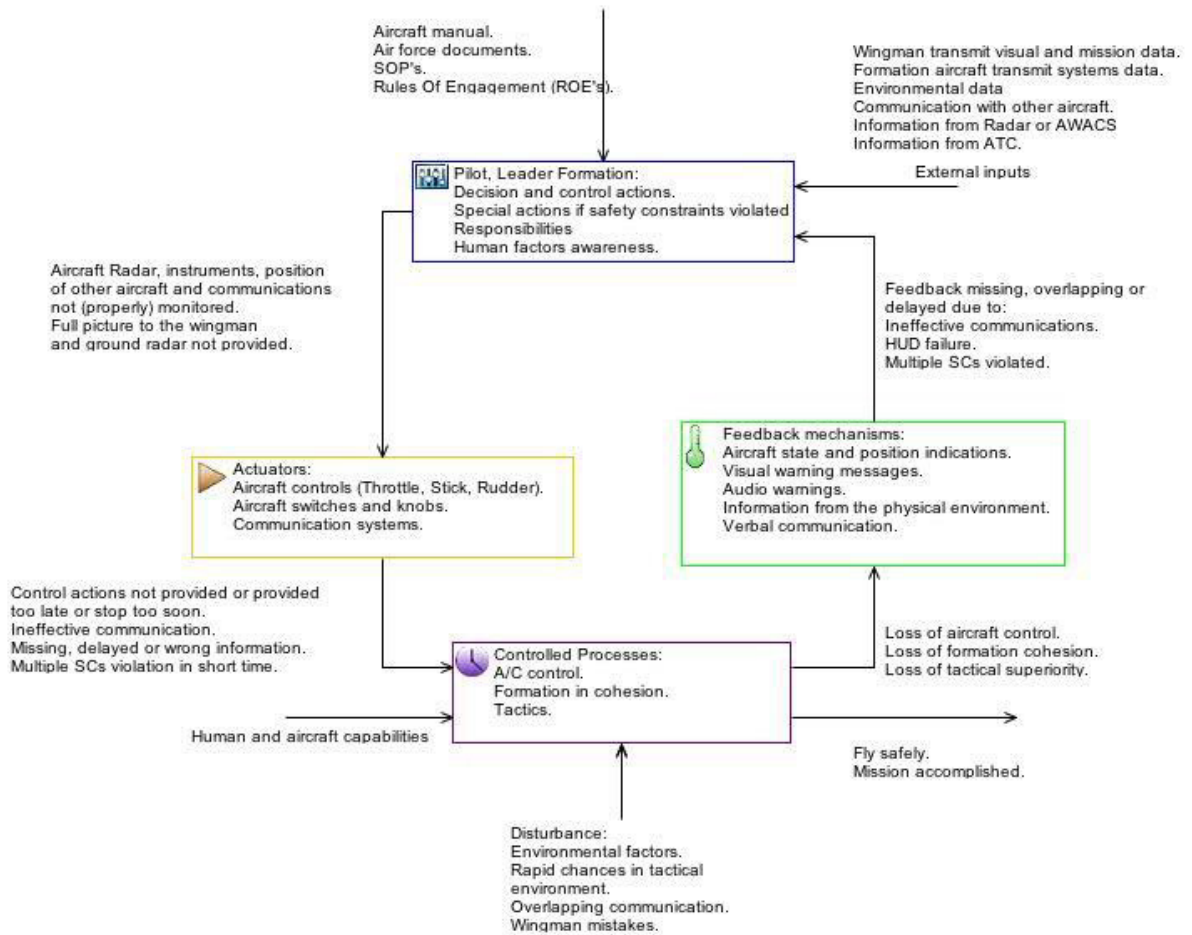 Aircraft manual.
Air force documents.
SOP's.
Rules Of Engagement (ROE's).
Wingman transmit visual and mission data.
Formation aircraft transmit systems data.
Environmental data
Communication with other aircraft.
Information from Radar or AWACS
Information from ATC.
External inputs
Pilot, Leader Formation:
Decision and control actions.
Special actions if safety constraints violated
Responsibilities
Human factors awareness.
Aircraft Radar, instruments, position
of other aircraft and communications
not (properly) monitored.
Full picture to the wingman
and ground radar not provided.
Feedback missing, overlapping or
delayed due to:
Ineffective communications.
HUD failure.
Multiple SCs violated.
Actuators:
Aircraft controls (Throttle, Stick, Rudder).
Aircraft switches and knobs.
Communication systems.
Feedback mechanisms:
Aircraft state and position indications.
Visual warning messages.
Audio warnings.
Information from the physical environment.
Verbal communication.
Control actions not provided or provided
too late or stop too soon.
Ineffective communication.
Missing, delayed or wrong information.
Multiple SCs violation in short time.
Controlled Processes:
A/C control.
Formation in cohesion.
Tactics.
Loss of aircraft control.
Loss of formation cohesion.
Loss of tactical superiority.
Human and aircraft capabilities
Fly safely.
Mission accomplished.
Disturbance:
Environmental factors.
Rapid chances in tactical
environment.
Overlapping communication.
Wingman mistakes.